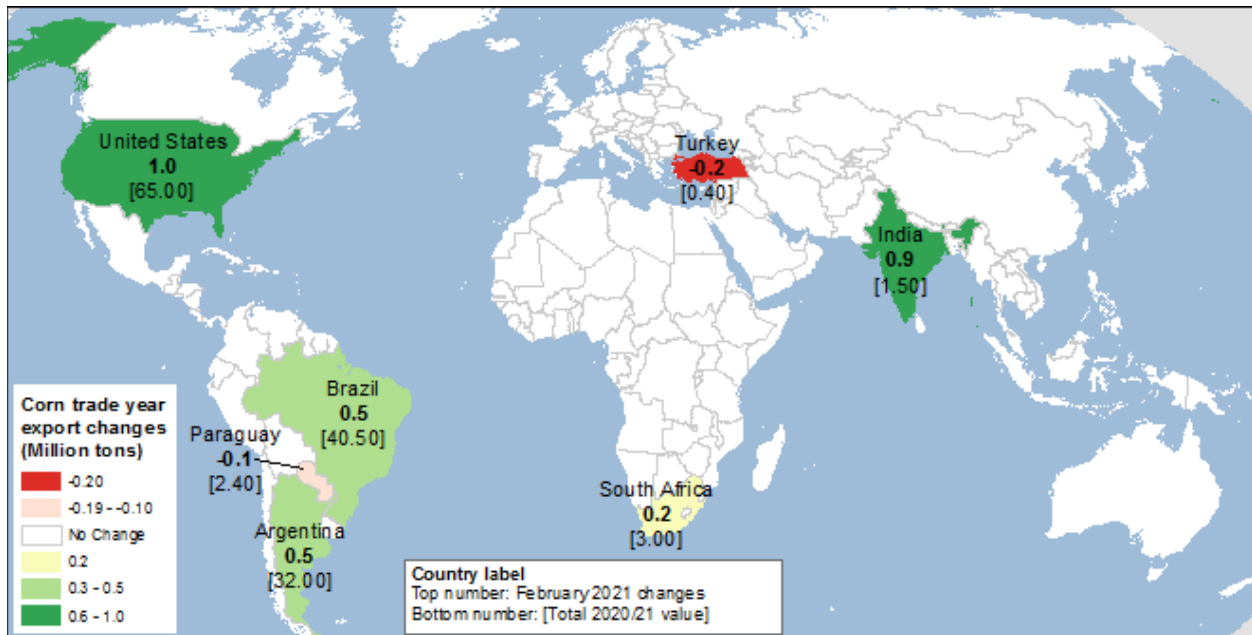 United States
1.0
[65.00]
Turkey
-0.2
[0.40]
India
0.9
[1.50]
Brazil
0.5
[40.50]
Paraguay
-0.1
[2.40]
Argentina
0.5
[32.00]
South Africa
0.2
[3.00]
Corn trade year
export changes
(Million tons)
-0.20
-0.19 - -0.10
No Change
0.2
0.3 - 0.5
0.6 - 1.0
Country label
Top number: February 2021 changes
Bottom number: [Total 2020/21 value]